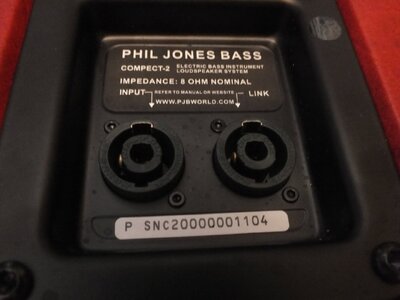 PHIL JONES BASS
COMPECT-2 ELECTRIC BASS INSTRUMENT
LOUDSPEAKER SYSTEM
IMPEDANCE: 8 OHM NOMINAL
INPUT REFER TO MANUAL OR WEBSITE LINK
WWW.PJBWORLD.COM
P SNC20000001104